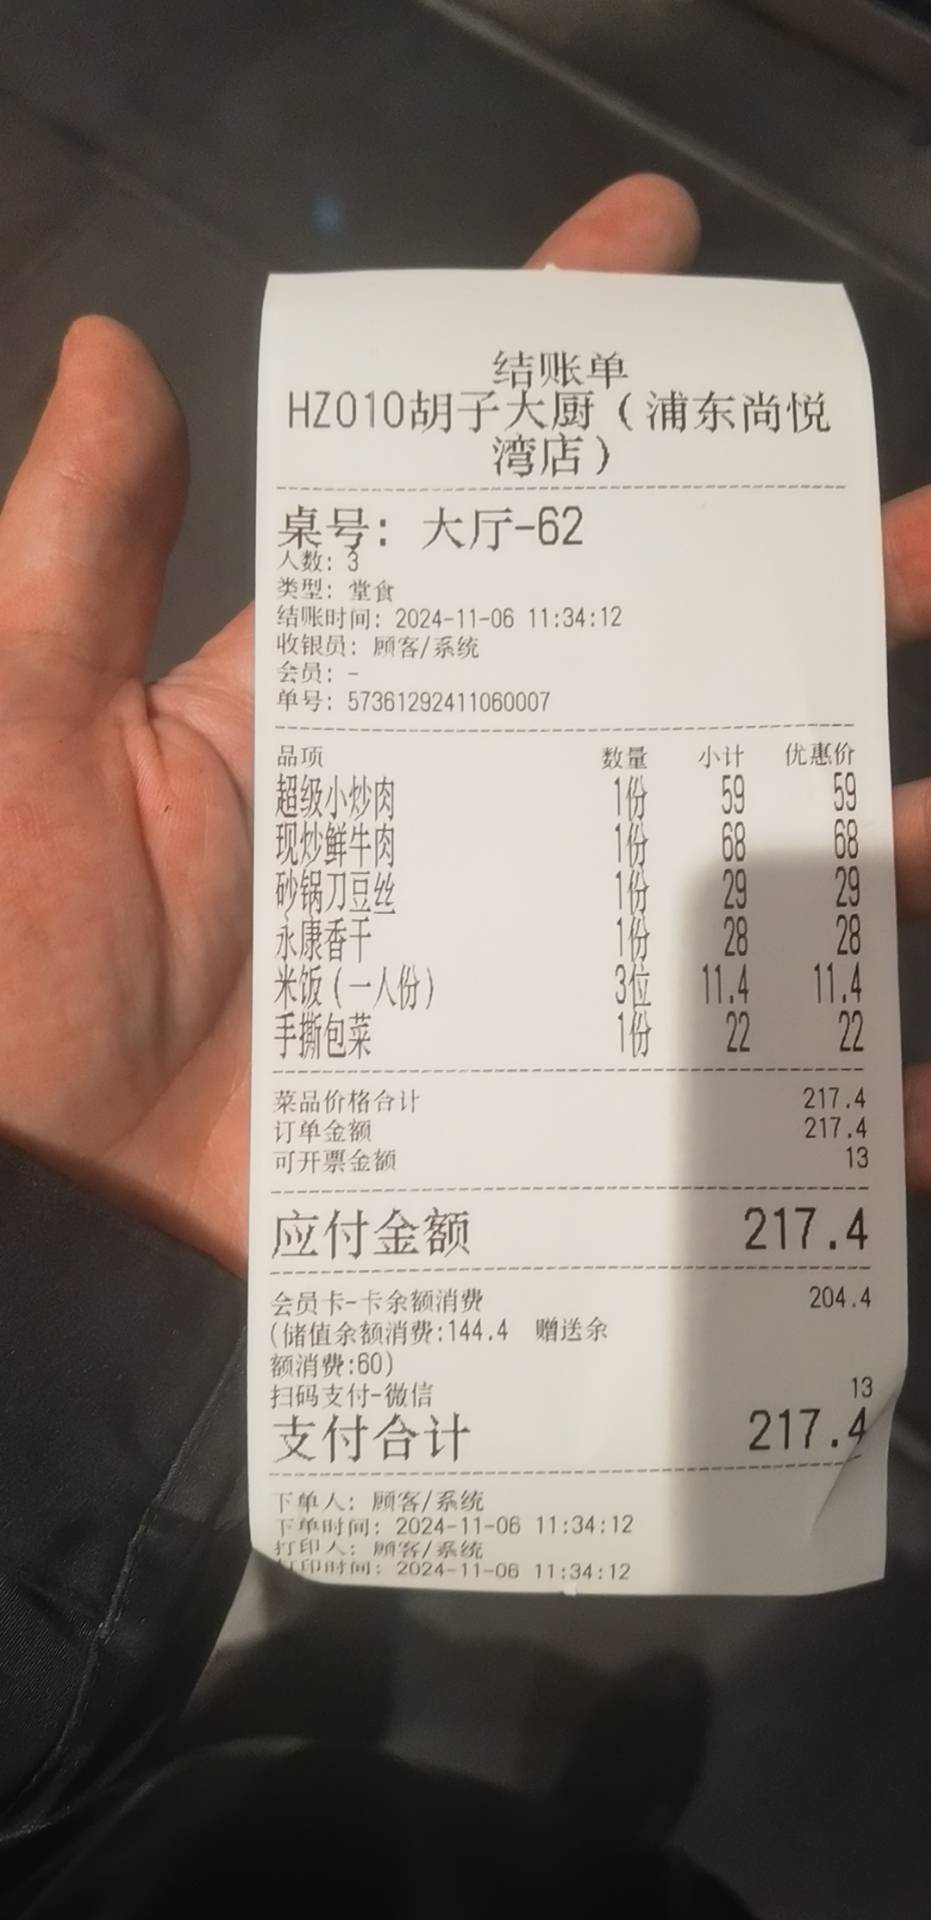 结账单
HZ010胡子大厨（浦东尚悦
湾店）
桌号：大厅-62
人数：3
类型：堂食
结账时间：2024-11-06 11:34:12
收银员：顾客/系统
会员：-
单号：573612924110600​07
品项 数量 小计 优惠价
超级小炒肉 1份 59 59
现炒鲜牛肉 1份 68 68
砂锅刀豆丝 1份 29 29
永康香干 1份 28 28
米饭（一人份） 3位 11.4 11.4
手撕包菜 1份 22 22
菜品价格合计 217.4
订单金额 217.4
可开票金额 13
应付金额 217.4
会员卡-卡余额消费 204.4
(储值余额消费:144.4 赠送余
额消费:60)
扫码支付-微信 13
支付合计 217.4
下单人：顾客/系统
下单时间：2024-11-06 11:34:12
打印人：顾客/系统
打印时间：2024-11-06 11:34:12